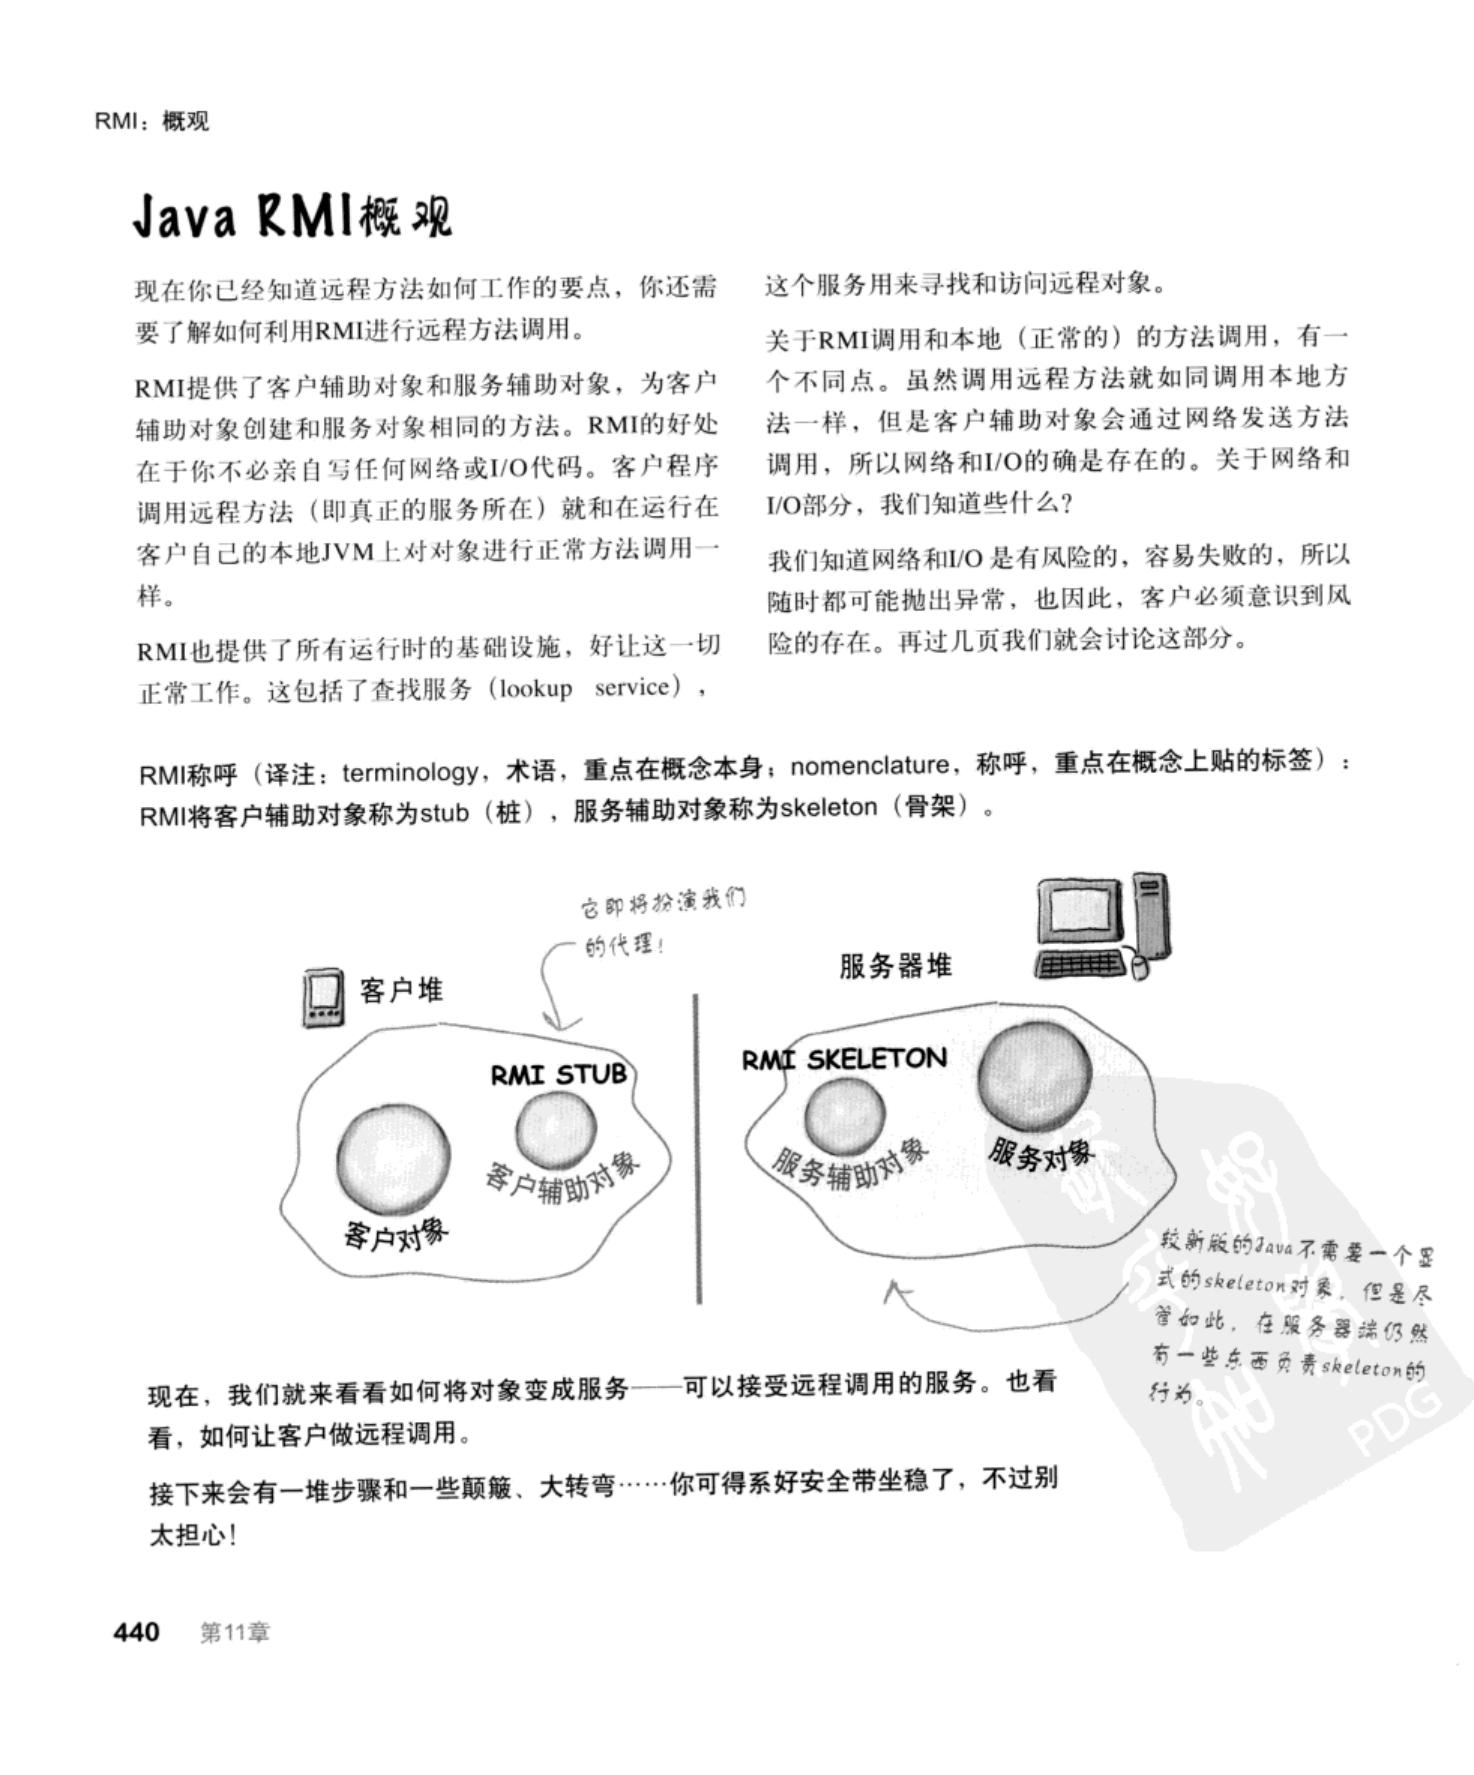 RMI：概观
Java RMI概观
现在你已经知道远程方法如何工作的要点，你还需
要了解如何利用RMI进行远程方法调用。
RMI提供了客户辅助对象和服务辅助对象，为客户
辅助对象创建和服务对象相同的方法。RMI的好处
在于你不必亲自写任何网络或I/O代码。客户程序
调用远程方法（即真正的服务所在）就和在运行在
客户自己的本地JVM上对对象进行正常方法调用一
样。
RMI也提供了所有运行时的基础设施，好让这一切
正常工作。这包括了查找服务（lookup service），
这个服务用来寻找和访问远程对象。
关于RMI调用和本地（正常的）的方法调用，有一
个不同点。虽然调用远程方法就如同调用本地方
法一样，但是客户辅助对象会通过网络发送方法
调用，所以网络和I/O的确是存在的。关于网络和
I/O部分，我们知道些什么？
我们知道网络和I/O是有风险的，容易失败的，所以
随时都可能抛出异常，也因此，客户必须意识到风
险的存在。再过几页我们就会讨论这部分。
RMI称呼（译注：terminology，术语，重点在概念本身；nomenclature，称呼，重点在概念上贴的标签）：
RMI将客户辅助对象称为stub（桩），服务辅助对象称为skeleton（骨架）。
它即将扮演我们
的代理！
客户堆
服务器堆
RMI STUB
RMI SKELETON
客户对象
客户辅助对象
服务辅助对象
服务对象
较新版的Java不需要一个显
式的skeleton对象，但是尽
管如此，在服务器端仍然
有一些东西负责skeleton的
行为。
现在，我们就来看看如何将对象变成服务——可以接受远程调用的服务。也看
看，如何让客户做远程调用。
接下来会有一堆步骤和一些颠簸、大转弯……你可得系好安全带坐稳了，不过别
太担心！
PDG
440 第11章